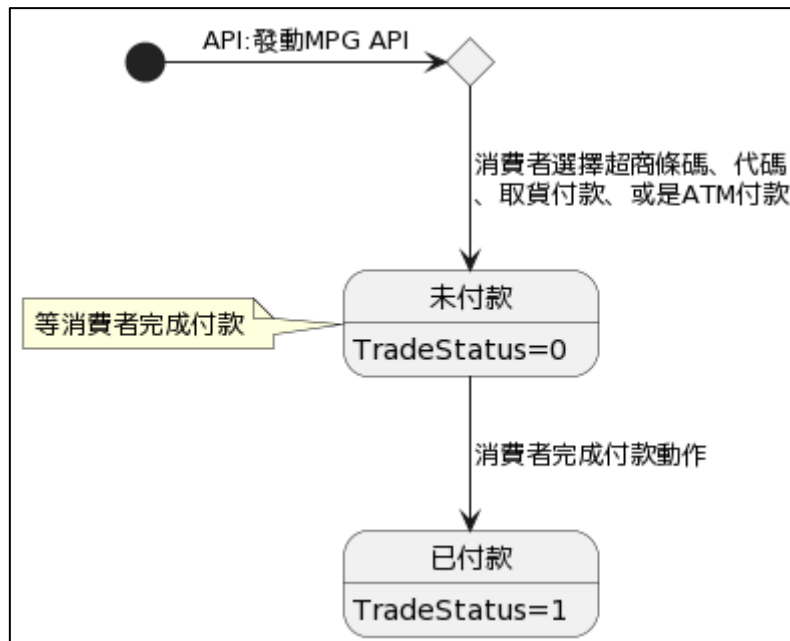 API:發動MPG API
消費者選擇超商條碼、代碼
、取貨付款、或是ATM付款
未付款
等消費者完成付款
TradeStatus=0
消費者完成付款動作
已付款
TradeStatus=1